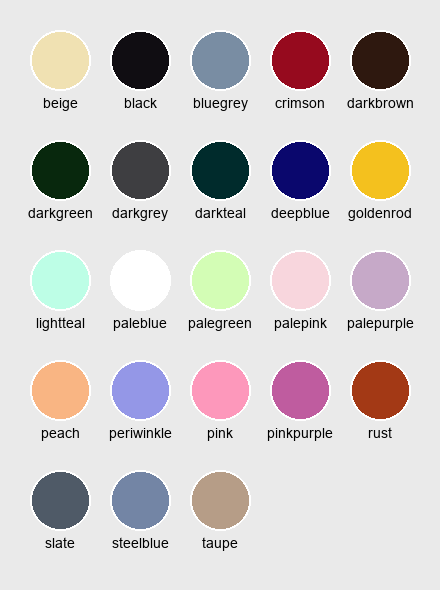 beige black bluegrey crimson darkbrown
darkgreen darkgrey darkteal deepblue goldenrod
lightteal paleblue palegreen palepink palepurple
peach periwinkle pink pinkpurple rust
slate steelblue taupe